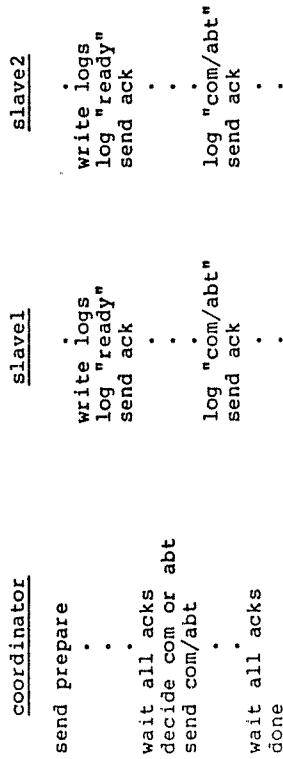 coordinator
send prepare
.
.
.
wait all acks
decide com or abt
send com/abt
.
.
wait all acks
done
slave1
.
write logs
log "ready"
send ack
.
.
.
log "com/abt"
send ack
.
.
slave2
.
write logs
log "ready"
send ack
.
.
.
log "com/abt"
send ack
.
.